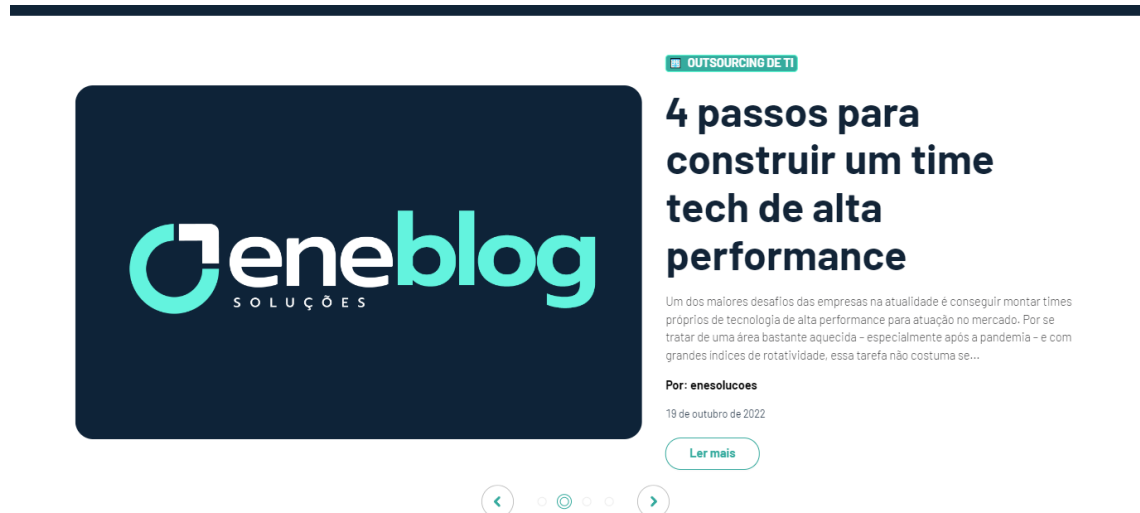 eneblog
SOLUÇÕES
OUTSOURCING DE TI
4 passos para
construir um time
tech de alta
performance
Um dos maiores desafios das empresas na atualidade é conseguir montar times
próprios de tecnologia de alta performance para atuação no mercado. Por se
tratar de uma área bastante aquecida – especialmente após a pandemia – e com
grandes índices de rotatividade, essa tarefa não costuma se...
Por: enesolucoes
19 de outubro de 2022
Ler mais